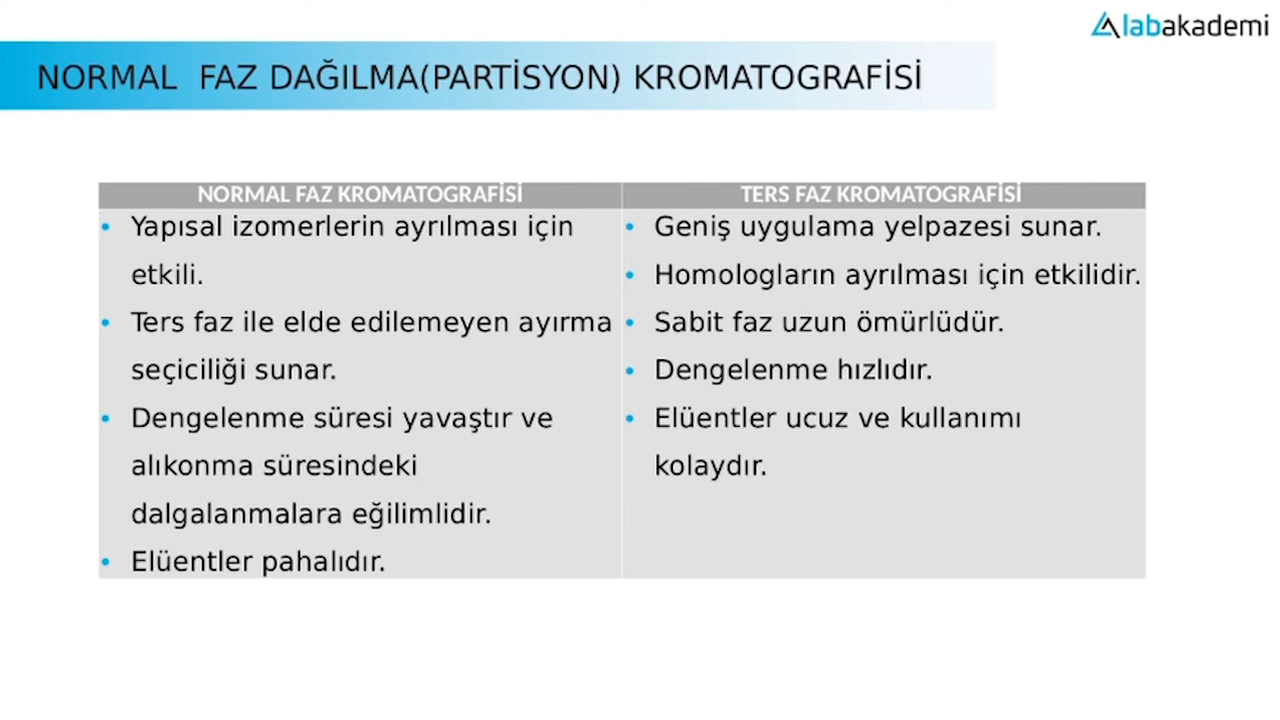 labakademi
NORMAL FAZ DAĞILMA(PARTİSYON) KROMATOGRAFİSİ
NORMAL FAZ KROMATOGRAFİSİ
• Yapısal izomerlerin ayrılması için
etkili.
• Ters faz ile elde edilemeyen ayırma
seçiciliği sunar.
• Dengelenme süresi yavaştır ve
alıkonma süresindeki
dalgalanmalara eğilimlidir.
• Elüentler pahalıdır.
TERS FAZ KROMATOGRAFİSİ
• Geniş uygulama yelpazesi sunar.
• Homologların ayrılması için etkilidir.
• Sabit faz uzun ömürlüdür.
• Dengelenme hızlıdır.
• Elüentler ucuz ve kullanımı
kolaydır.